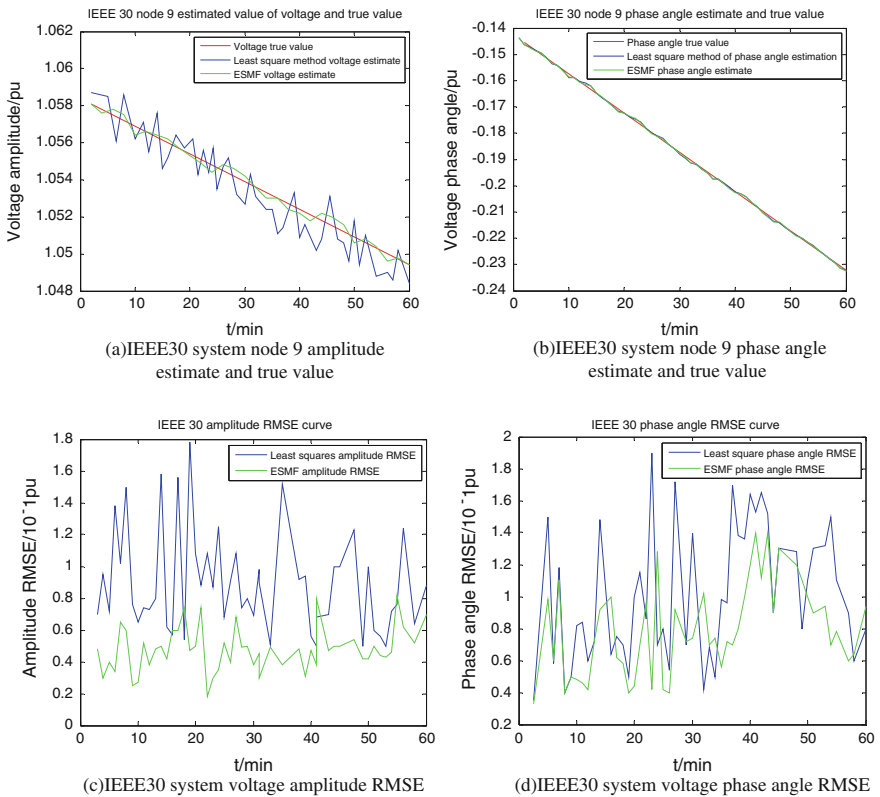 IEEE 30 node 9 estimated value of voltage and true value
1.062
1.06
1.058
1.056
1.054
1.052
1.05
1.048
Voltage amplitude/pu
Voltage true value
Least square method voltage estimate
ESMF voltage estimate
0 10 20 30 40 50 60
t/min
(a)IEEE30 system node 9 amplitude
estimate and true value
IEEE 30 node 9 phase angle estimate and true value
-0.14
-0.15
-0.16
-0.17
-0.18
-0.19
-0.2
-0.21
-0.22
-0.23
-0.24
Voltage phase angle/pu
Phase angle true value
Least square method of phase angle estimation
ESMF phase angle estimate
0 10 20 30 40 50 60
t/min
(b)IEEE30 system node 9 phase angle
estimate and true value
IEEE 30 amplitude RMSE curve
1.8
1.6
1.4
1.2
1
0.8
0.6
0.4
0.2
0
Amplitude RMSE/10⁻1pu
Least squares amplitude RMSE
ESMF amplitude RMSE
0 10 20 30 40 50 60
t/min
(c)IEEE30 system voltage amplitude RMSE
IEEE 30 phase angle RMSE curve
2
1.8
1.6
1.4
1.2
1
0.8
0.6
0.4
0.2
Phase angle RMSE/10⁻1pu
Least square phase angle RMSE
ESMF phase angle RMSE
0 10 20 30 40 50 60
t/min
(d)IEEE30 system voltage phase angle RMSE